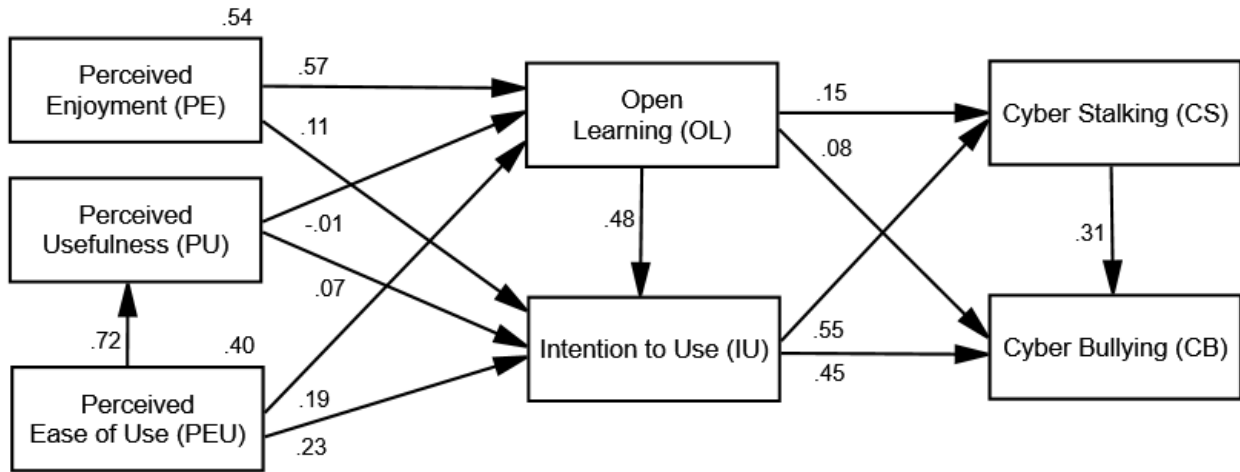 .54
Perceived
Enjoyment (PE)
.57
.11
Open
Learning (OL)
.15
.08
Cyber Stalking (CS)
Perceived
Usefulness (PU)
-.01
.07
.48
.31
.72
.40
Perceived
Ease of Use (PEU)
.19
.23
Intention to Use (IU)
.55
.45
Cyber Bullying (CB)